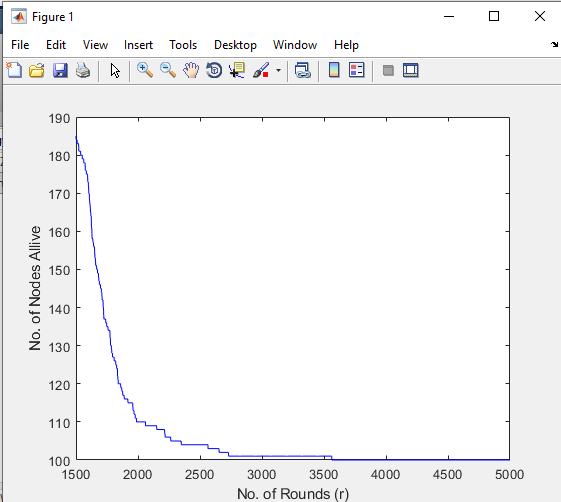 Figure 1
File Edit View Insert Tools Desktop Window Help
190
180
170
160
150
140
130
120
110
100
No. of Nodes Allive
1500 2000 2500 3000 3500 4000 4500 5000
No. of Rounds (r)